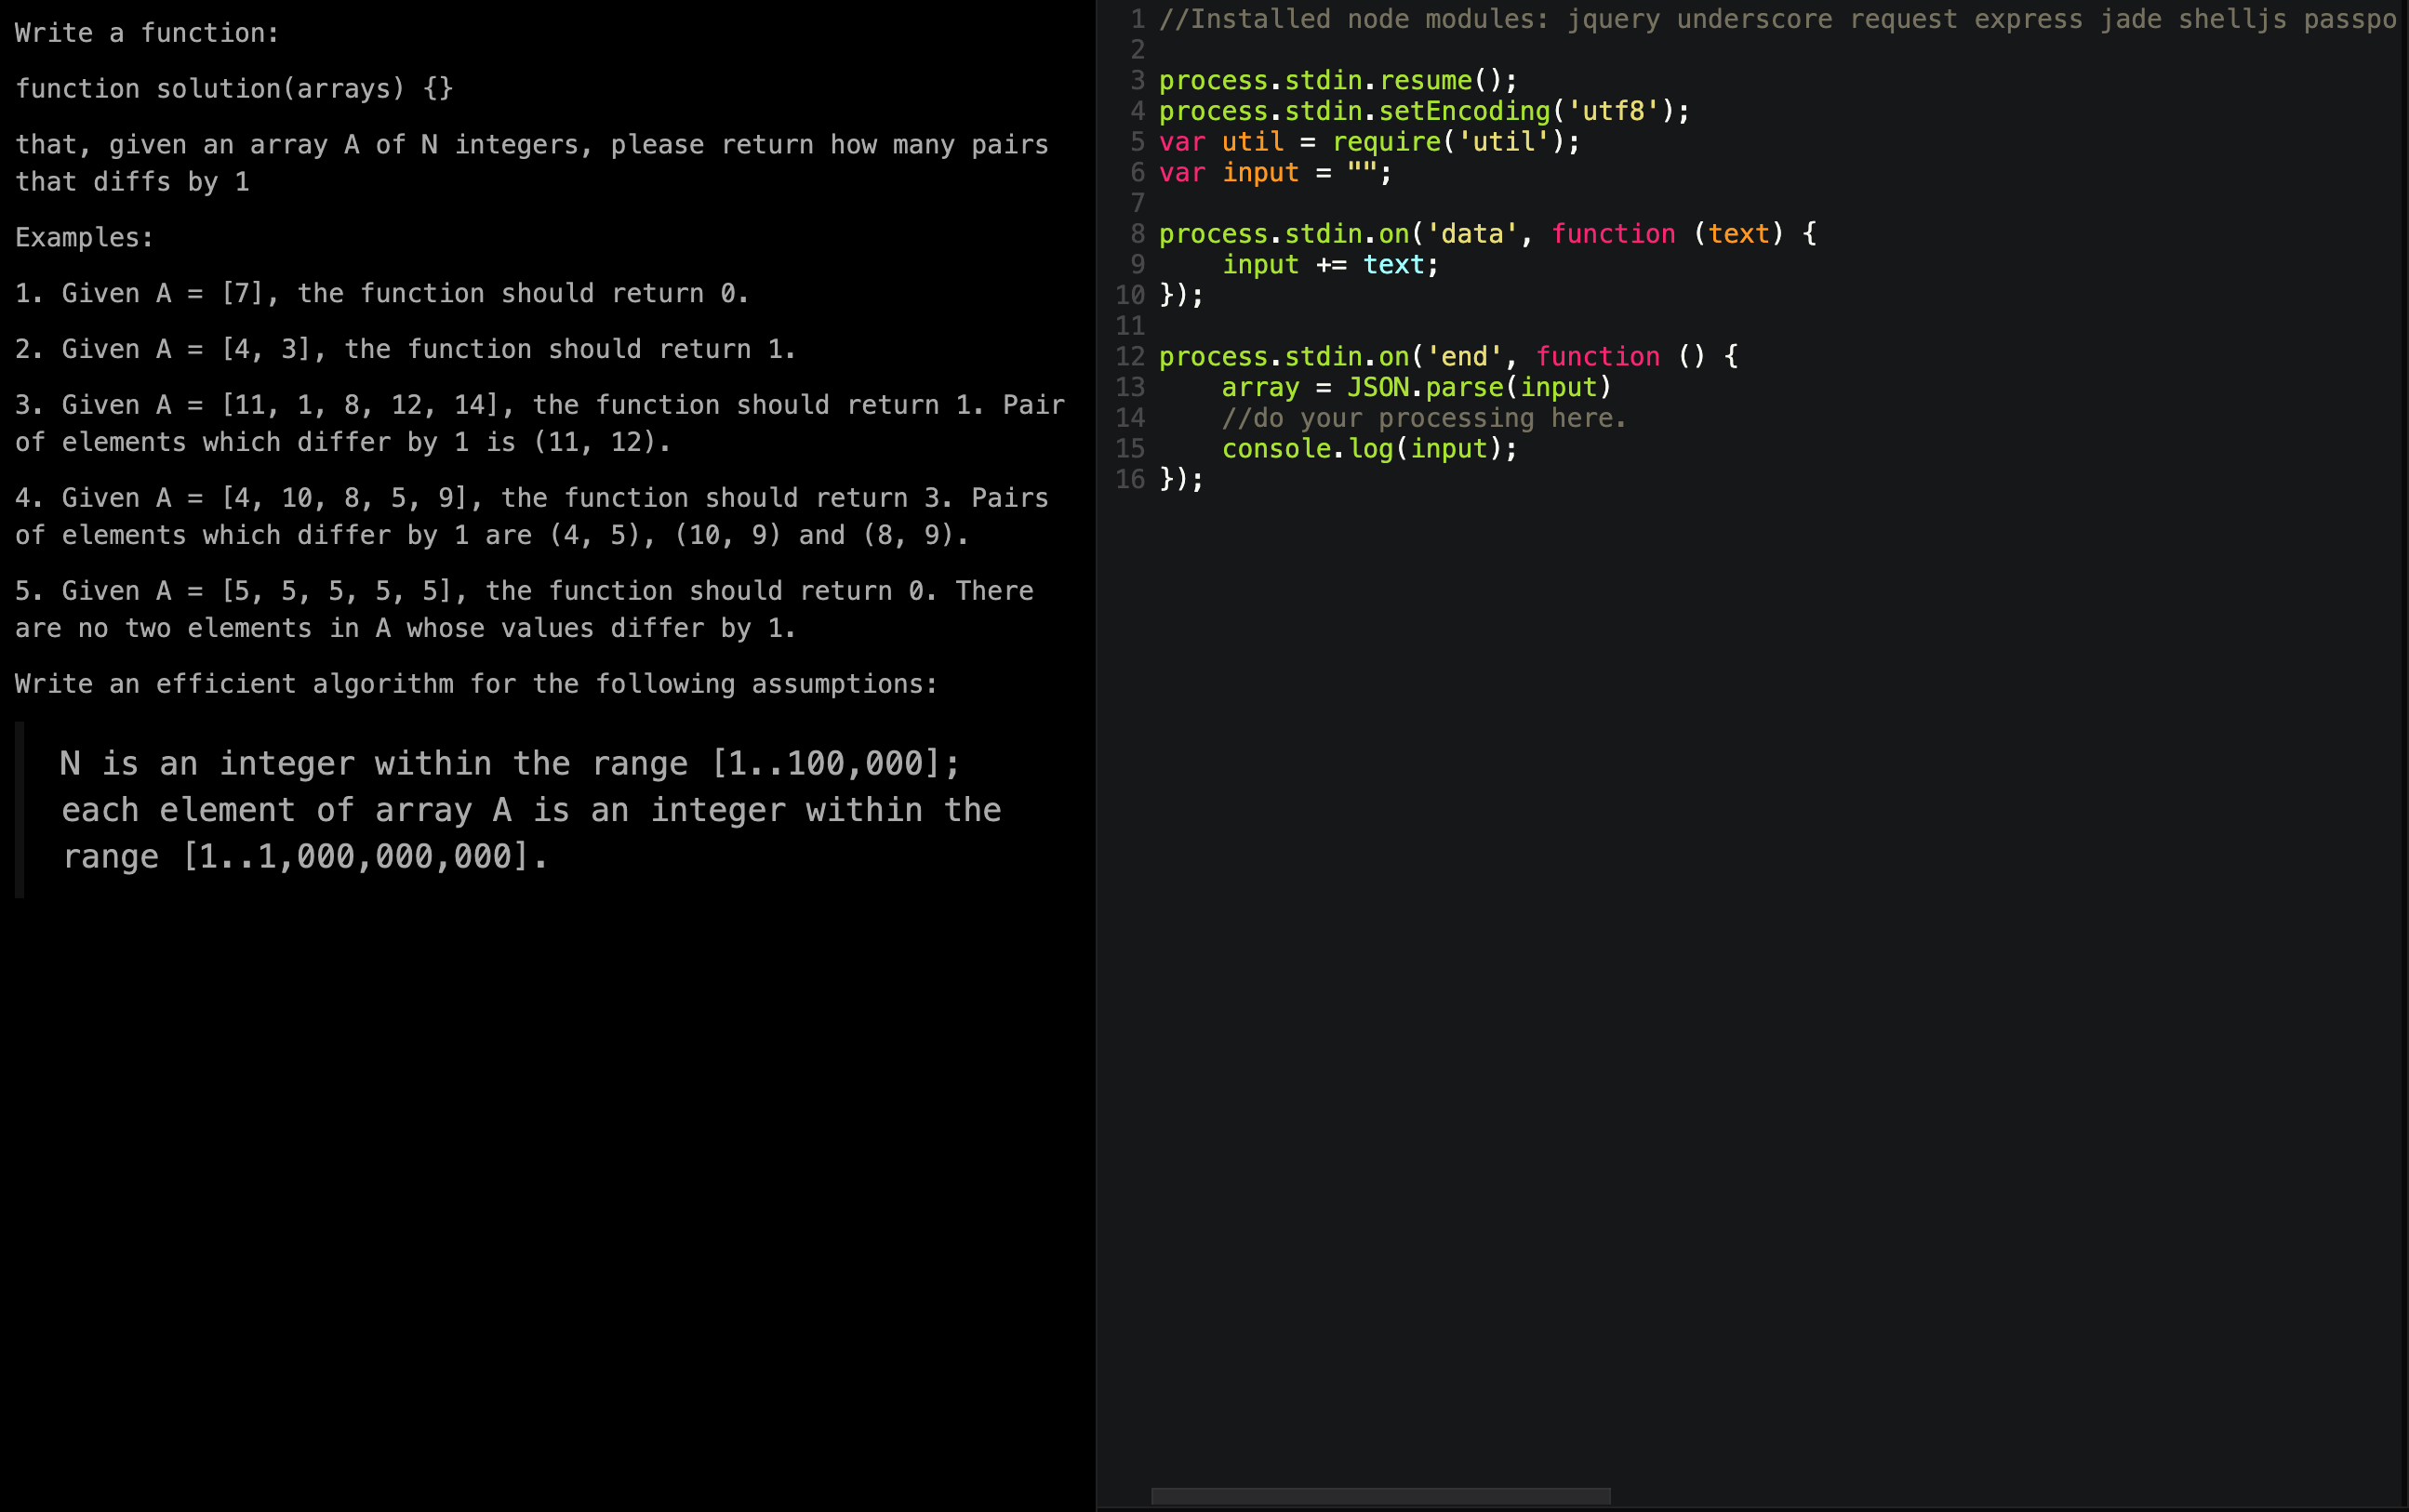 Write a function:
function solution(arrays) {}
that, given an array A of N integers, please return how many pairs
that diffs by 1
Examples:
1. Given A = [7], the function should return 0.
2. Given A = [4, 3], the function should return 1.
3. Given A = [11, 1, 8, 12, 14], the function should return 1. Pair
of elements which differ by 1 is (11, 12).
4. Given A = [4, 10, 8, 5, 9], the function should return 3. Pairs
of elements which differ by 1 are (4, 5), (10, 9) and (8, 9).
5. Given A = [5, 5, 5, 5, 5], the function should return 0. There
are no two elements in A whose values differ by 1.
Write an efficient algorithm for the following assumptions:
N is an integer within the range [1..100,000];
each element of array A is an integer within the
range [1..1,000,000,000].
1 //Installed node modules: jquery underscore request express jade shelljs passpo
2
3 process.stdin.resume();
4 process.stdin.setEncoding('utf8');
5 var util = require('util');
6 var input = "";
7
8 process.stdin.on('data', function (text) {
9     input += text;
10 });
11
12 process.stdin.on('end', function () {
13     array = JSON.parse(input)
14     //do your processing here.
15     console.log(input);
16 });